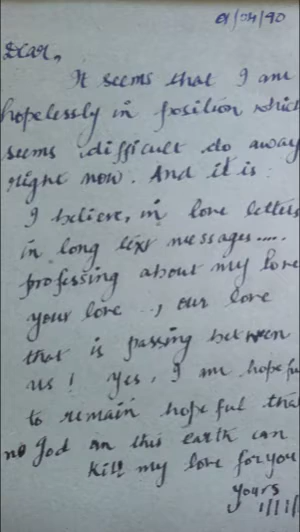 01/04/90
Dear,
It seems that I am
hopelessly in position which
seems difficult do away
right now. And it is.
I believe, in love letters
in long text messages.....
professing about my love
your love .., our love
that is passing between
us! Yes, I am hopeful
to remain hopeful that
no God on this earth can
kill my love for you
yours